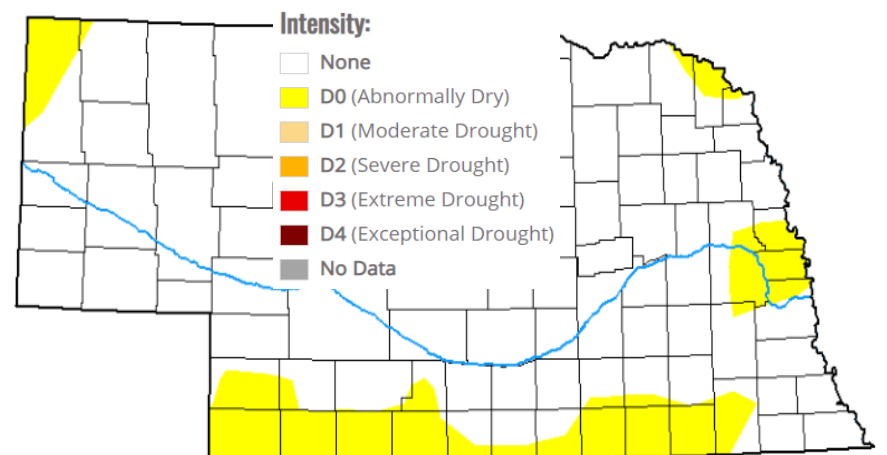 Intensity:
None
D0 (Abnormally Dry)
D1 (Moderate Drought)
D2 (Severe Drought)
D3 (Extreme Drought)
D4 (Exceptional Drought)
No Data